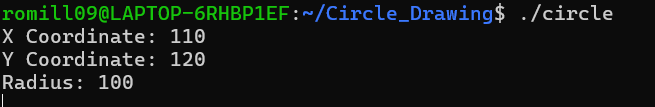 romill09@LAPTOP-6RHBP1EF:~/Circle_Drawing$ ./circle
X Coordinate: 110
Y Coordinate: 120
Radius: 100